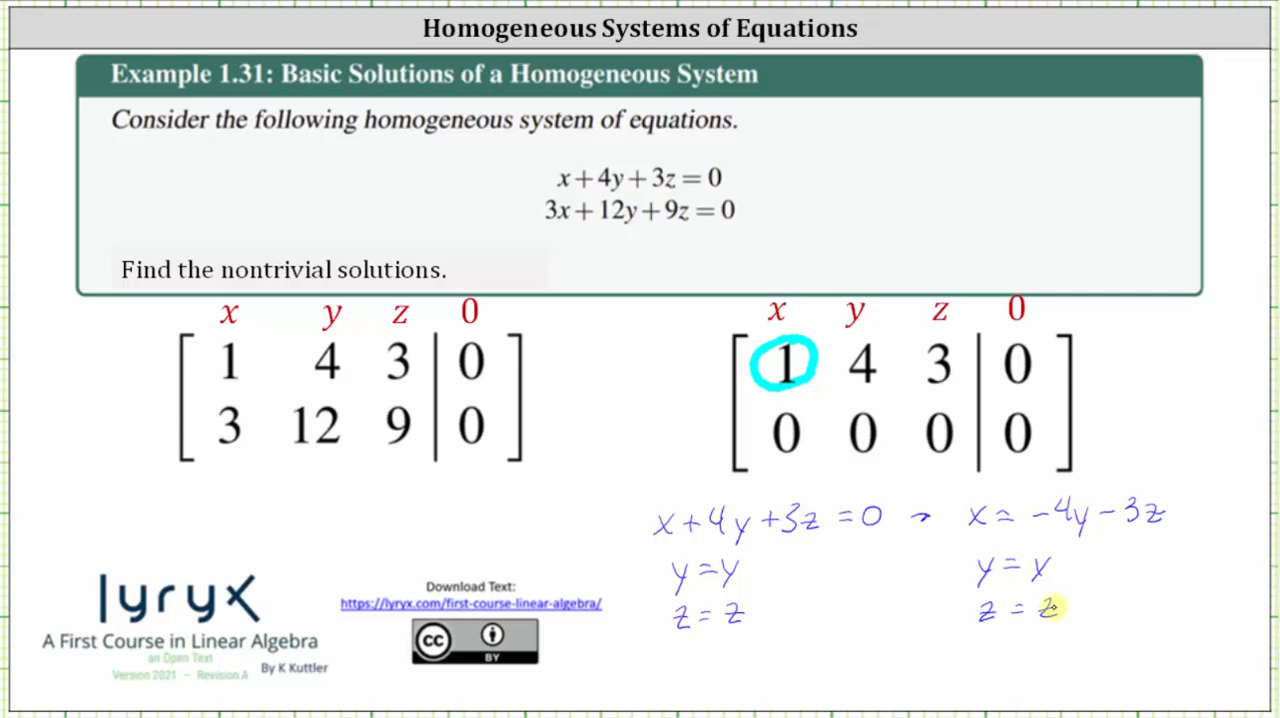 Homogeneous Systems of Equations
Example 1.31: Basic Solutions of a Homogeneous System
Consider the following homogeneous system of equations.
x + 4y + 3z = 0
3x + 12y + 9z = 0
Find the nontrivial solutions.
x y z 0
1 4 3 0
3 12 9 0
x y z 0
1 4 3 0
0 0 0 0
x + 4y + 3z = 0 → x = -4y - 3z
y = y y = y
z = z z = z
lyryx
A First Course in Linear Algebra
an Open Text
Version 2021 – Revision A
By K Kuttler
Download Text:
https://lyryx.com/first-course-linear-algebra/
cc
BY